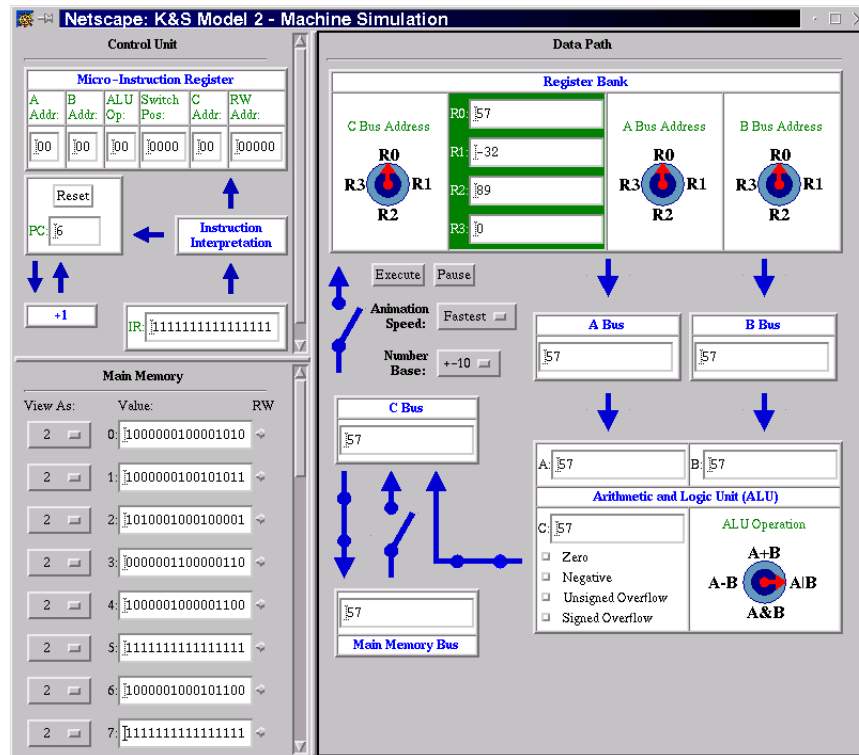 Netscape: K&S Model 2 - Machine Simulation
Control Unit
Micro-Instruction Register
A Addr: B Addr: ALU Op: Switch Pos: C Addr: RW Addr:
00 00 00 0000 00 00000
Reset
PC: 6
Instruction Interpretation
+1
IR: 1111111111111111
Main Memory
View As: Value: RW
2 0: 1000000100001010
2 1: 1000000100101011
2 2: 1010001000100001
2 3: 0000001100000110
2 4: 1000001000001100
2 5: 1111111111111111
2 6: 1000001000101100
2 7: 1111111111111111
Data Path
Register Bank
C Bus Address
R0
R3 R1
R2
R0: 57
R1: -32
R2: 89
R3: 0
A Bus Address
R0
R3 R1
R2
B Bus Address
R0
R3 R1
R2
Execute Pause
Animation Speed: Fastest
Number Base: +-10
A Bus
57
B Bus
57
C Bus
57
A: 57 B: 57
Arithmetic and Logic Unit (ALU)
C: 57
Zero
Negative
Unsigned Overflow
Signed Overflow
ALU Operation
A+B
A-B A|B
A&B
57
Main Memory Bus